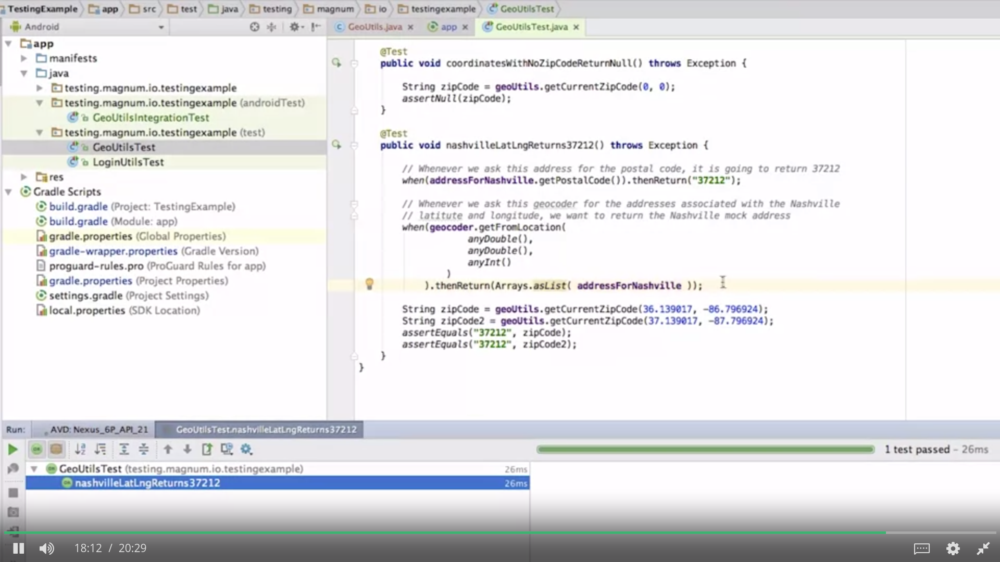 TestingExample app src test java testing magnum io testingexample GeoUtilsTest
Android
GeoUtils.java app GeoUtilsTest.java
app
manifests
java
testing.magnum.io.testingexample
testing.magnum.io.testingexample (androidTest)
GeoUtilsIntegrationTest
testing.magnum.io.testingexample (test)
GeoUtilsTest
LoginUtilsTest
res
Gradle Scripts
build.gradle (Project: TestingExample)
build.gradle (Module: app)
gradle.properties (Global Properties)
gradle-wrapper.properties (Gradle Version)
proguard-rules.pro (ProGuard Rules for app)
gradle.properties (Project Properties)
settings.gradle (Project Settings)
local.properties (SDK Location)
@Test
public void coordinatesWithNoZipCodeReturnNull() throws Exception {
String zipCode = geoUtils.getCurrentZipCode(0, 0);
assertNull(zipCode);
}
@Test
public void nashvilleLatLngReturns37212() throws Exception {
// Whenever we ask this address for the postal code, it is going to return 37212
when(addressForNashville.getPostalCode()).thenReturn("37212");
// Whenever we ask this geocoder for the addresses associated with the Nashville
// latitute and longitude, we want to return the Nashville mock address
when(geocoder.getFromLocation(
anyDouble(),
anyDouble(),
anyInt()
)
).thenReturn(Arrays.asList( addressForNashville ));
String zipCode = geoUtils.getCurrentZipCode(36.139017, -86.796924);
String zipCode2 = geoUtils.getCurrentZipCode(37.139017, -87.796924);
assertEquals("37212", zipCode);
assertEquals("37212", zipCode2);
}
}
Run: AVD: Nexus_6P_API_21 GeoUtilsTest.nashvilleLatLngReturns37212
1 test passed – 26ms
GeoUtilsTest (testing.magnum.io.testingexample) 26ms
nashvilleLatLngReturns37212 26ms
18:12 / 20:29